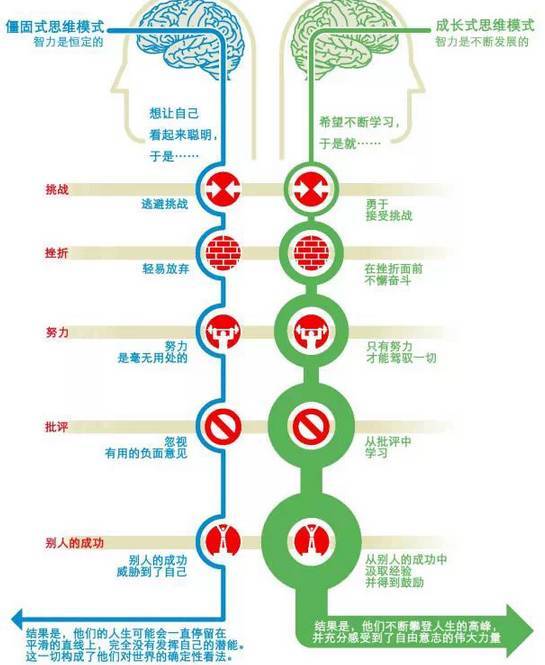 僵固式思维模式
智力是恒定的
成长式思维模式
智力是不断发展的
想让自己
看起来聪明，
于是……
希望不断学习，
于是就……
挑战
逃避挑战
勇于
接受挑战
挫折
轻易放弃
在挫折面前
不懈奋斗
努力
努力
是毫无用处的
只有努力
才能驾驭一切
批评
忽视
有用的负面意见
从批评中
学习
别人的成功
别人的成功
威胁到了自己
从别人的成功中
汲取经验
并得到鼓励
结果是，他们的人生可能会一直停留在
平滑的直线上，完全没有发挥自己的潜能。
这一切构成了他们对世界的确定性看法。
结果是，他们不断攀登人生的高峰，
并充分感受到了自由意志的伟大力量